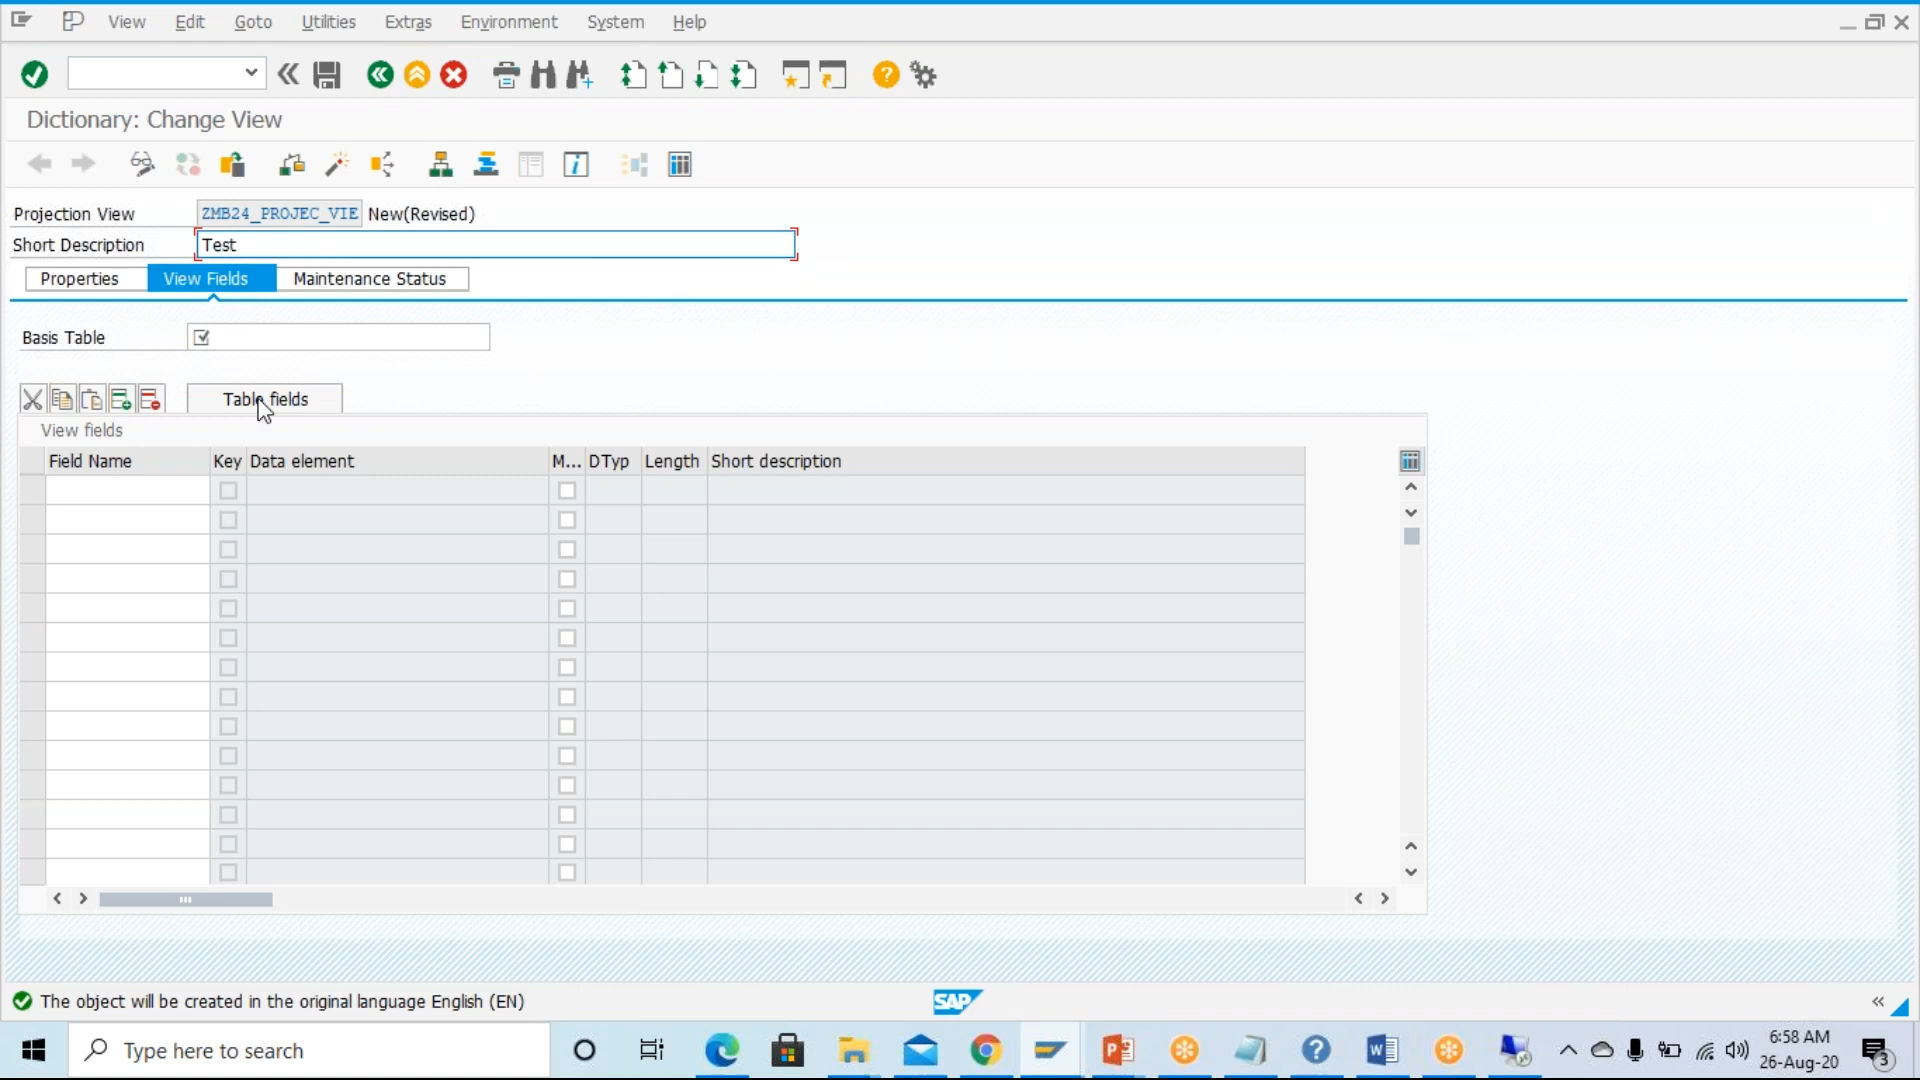 View Edit Goto Utilities Extras Environment System Help
Dictionary: Change View
Projection View ZMB24_PROJEC_VIE New(Revised)
Short Description Test
Properties View Fields Maintenance Status
Basis Table
Table fields
View fields
Field Name Key Data element M... DTyp Length Short description
The object will be created in the original language English (EN)
SAP
Type here to search
6:58 AM
26-Aug-20
3